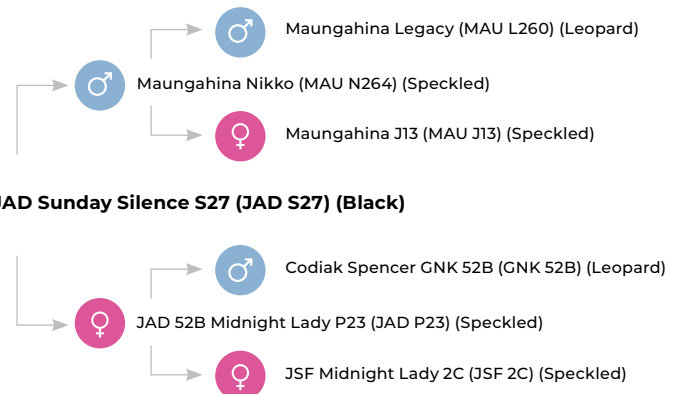 Maungahina Legacy (MAU L260) (Leopard)
Maungahina Nikko (MAU N264) (Speckled)
Maungahina J13 (MAU J13) (Speckled)
JAD Sunday Silence S27 (JAD S27) (Black)
Codiak Spencer GNK 52B (GNK 52B) (Leopard)
JAD 52B Midnight Lady P23 (JAD P23) (Speckled)
JSF Midnight Lady 2C (JSF 2C) (Speckled)